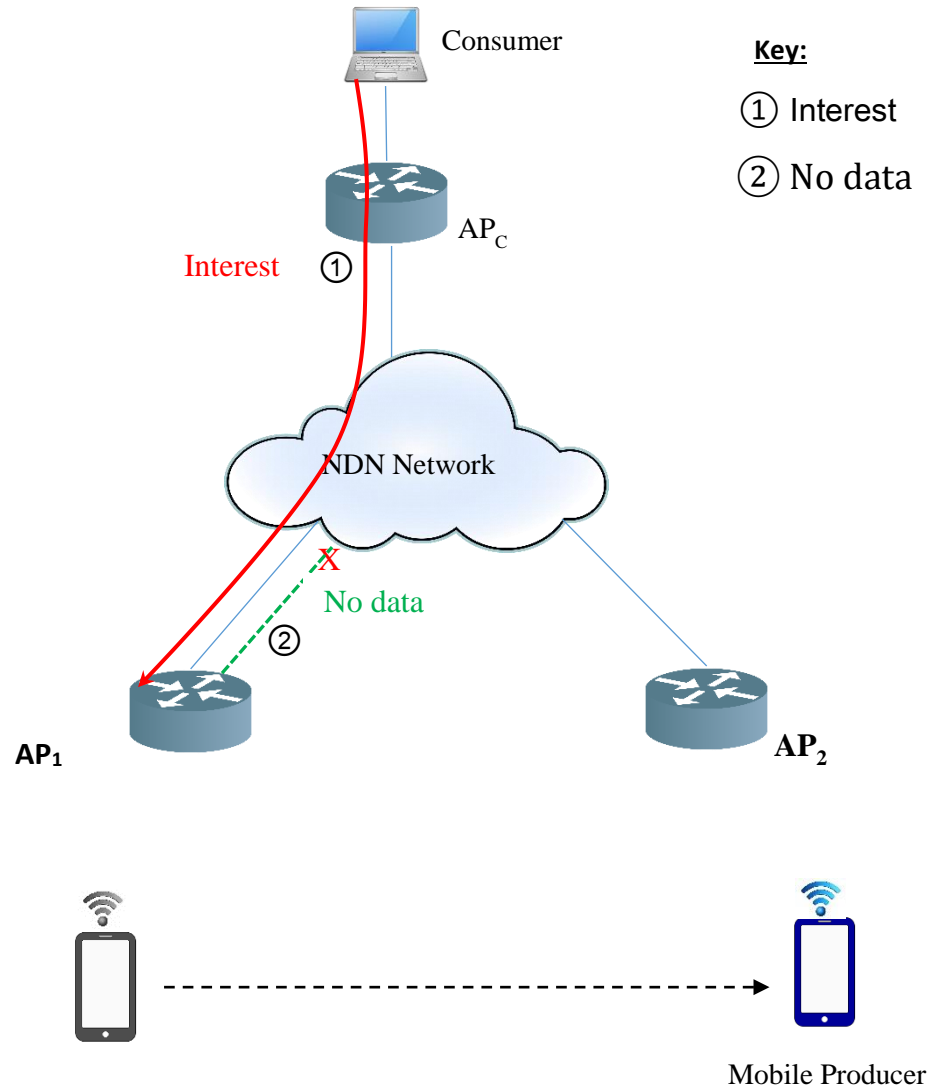 Consumer
Key:
① Interest
② No data
AP_C
Interest ①
NDN Network
X
No data
②
AP₁
AP₂
Mobile Producer